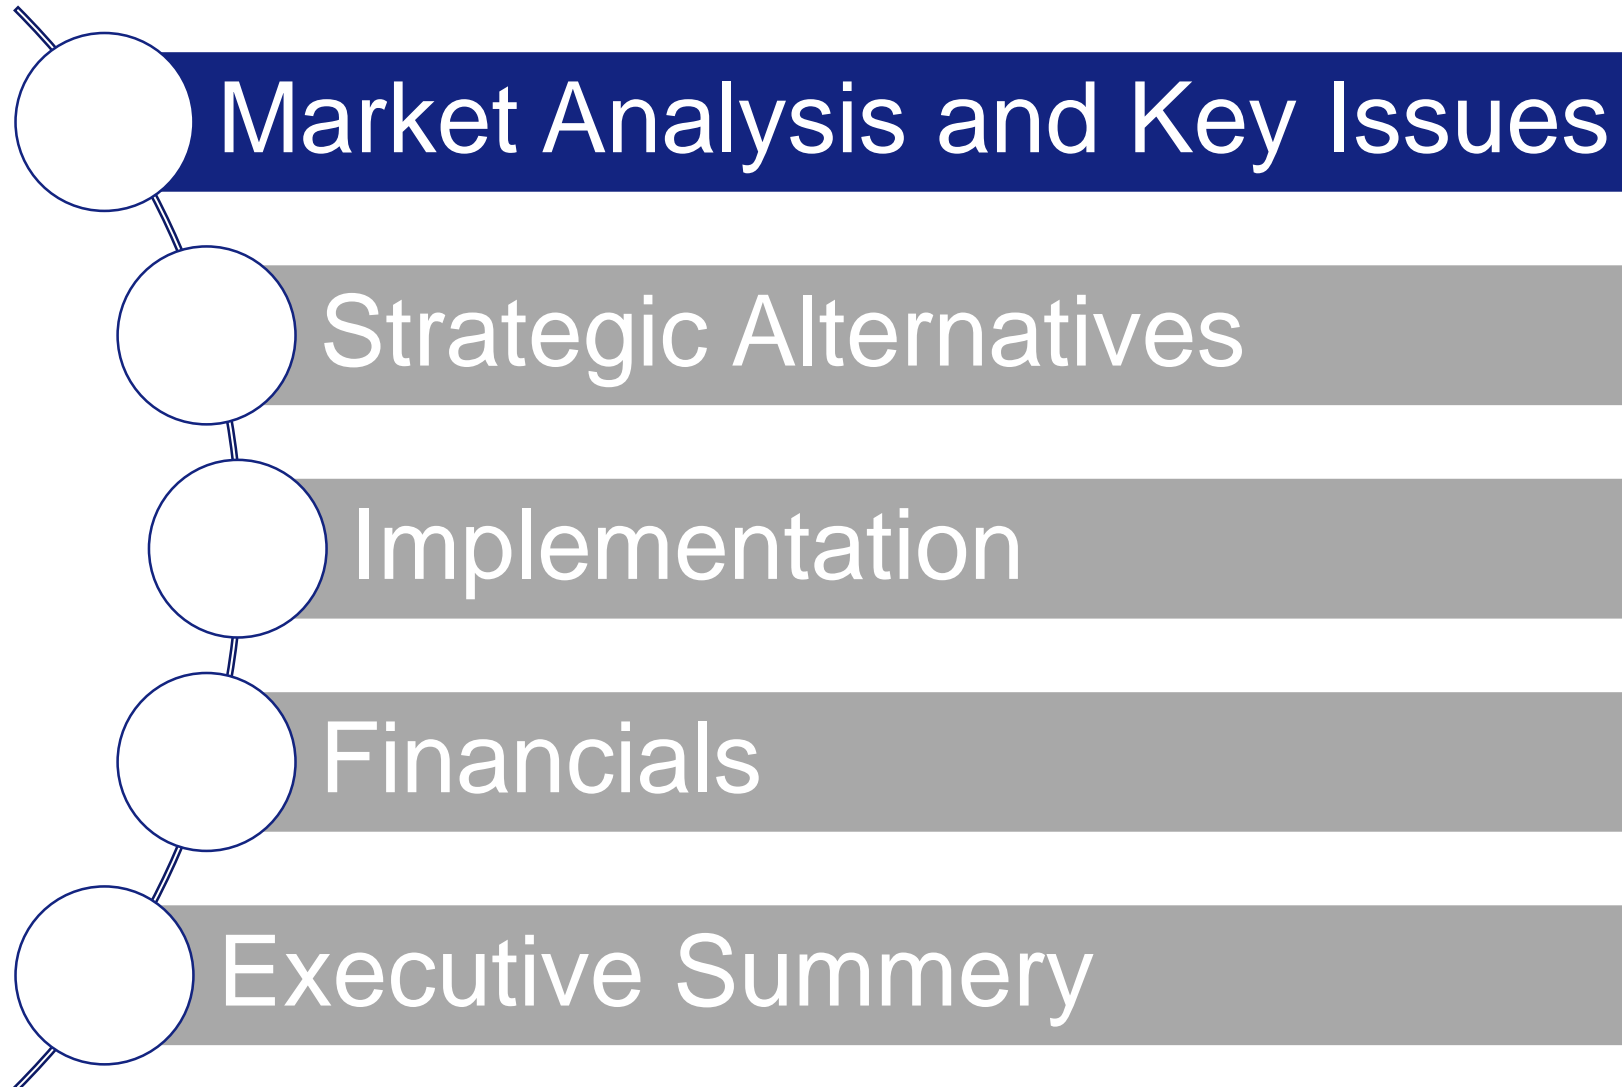 Market Analysis and Key Issues
Strategic Alternatives
Implementation
Financials
Executive Summery